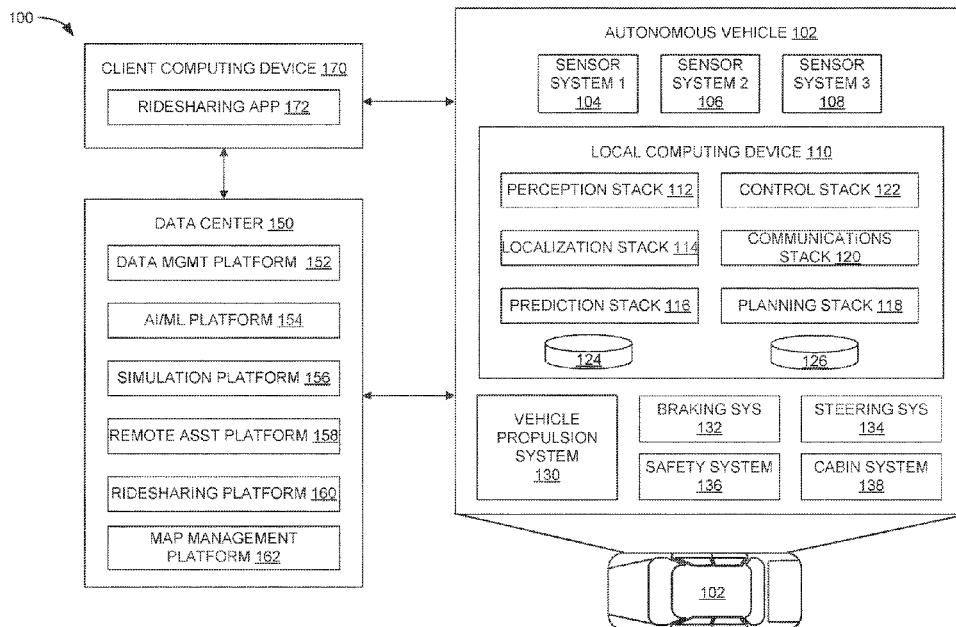 100
CLIENT COMPUTING DEVICE 170
RIDESHARING APP 172
DATA CENTER 150
DATA MGMT PLATFORM 152
AI/ML PLATFORM 154
SIMULATION PLATFORM 156
REMOTE ASST PLATFORM 158
RIDESHARING PLATFORM 160
MAP MANAGEMENT
PLATFORM 162
AUTONOMOUS VEHICLE 102
SENSOR
SYSTEM 1
104
SENSOR
SYSTEM 2
106
SENSOR
SYSTEM 3
108
LOCAL COMPUTING DEVICE 110
PERCEPTION STACK 112
CONTROL STACK 122
LOCALIZATION STACK 114
COMMUNICATIONS
STACK 120
PREDICTION STACK 116
PLANNING STACK 118
124
126
VEHICLE
PROPULSION
SYSTEM
130
BRAKING SYS
132
STEERING SYS
134
SAFETY SYSTEM
136
CABIN SYSTEM
138
102